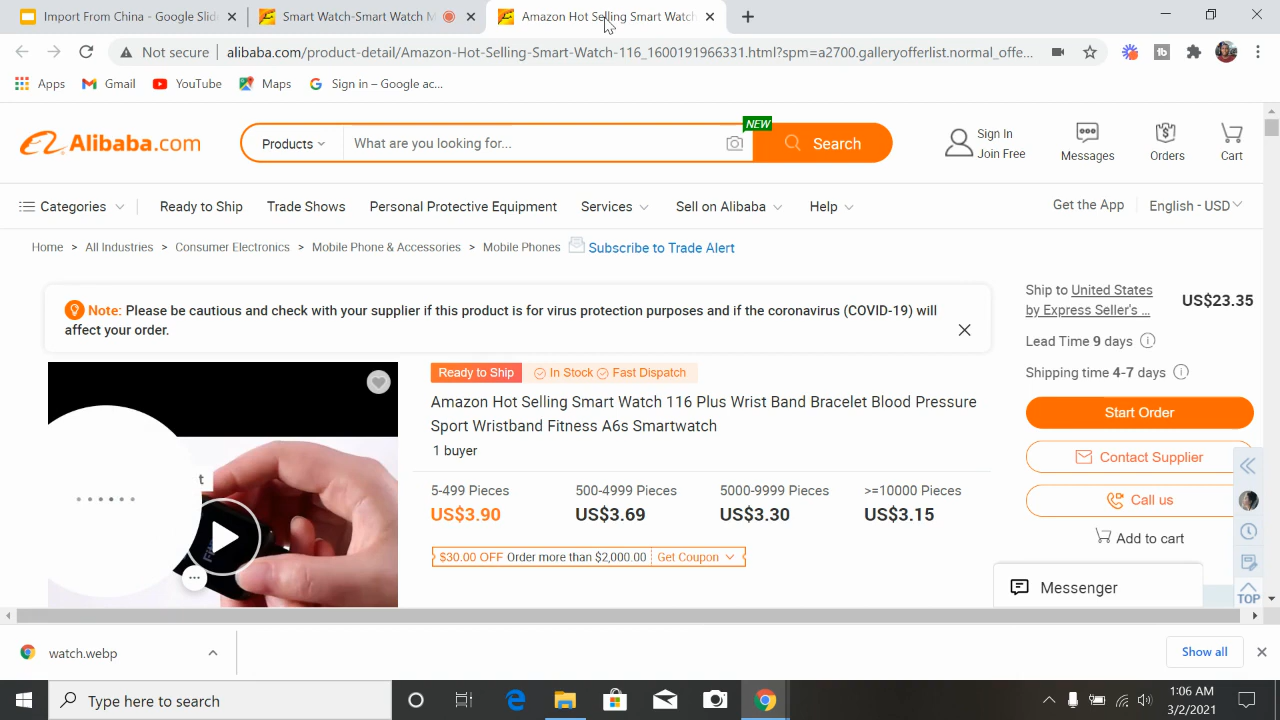 Import From China - Google Slid
Smart Watch-Smart Watch M
Amazon Hot Selling Smart Watch
Not secure
alibaba.com/product-detail/Amazon-Hot-Selling-Smart-Watch-116_1600191966331.html?spm=a2700.galleryofferlist.normal_offe...
Apps
Gmail
YouTube
Maps
Sign in – Google ac...
Alibaba.com
Products
What are you looking for...
NEW
Search
Sign In
Join Free
Messages
Orders
Cart
Categories
Ready to Ship
Trade Shows
Personal Protective Equipment
Services
Sell on Alibaba
Help
Get the App
English - USD
Home > All Industries > Consumer Electronics > Mobile Phone & Accessories > Mobile Phones
Subscribe to Trade Alert
Note: Please be cautious and check with your supplier if this product is for virus protection purposes and if the coronavirus (COVID-19) will
affect your order.
Ship to United States
by Express Seller's ...
US$23.35
Lead Time 9 days
Shipping time 4-7 days
Start Order
Contact Supplier
Call us
Add to cart
Ready to Ship
In Stock
Fast Dispatch
Amazon Hot Selling Smart Watch 116 Plus Wrist Band Bracelet Blood Pressure
Sport Wristband Fitness A6s Smartwatch
1 buyer
5-499 Pieces
500-4999 Pieces
5000-9999 Pieces
>=10000 Pieces
US$3.90
US$3.69
US$3.30
US$3.15
$30.00 OFF Order more than $2,000.00
Get Coupon
t
Messenger
TOP
watch.webp
Show all
Type here to search
1:06 AM
3/2/2021